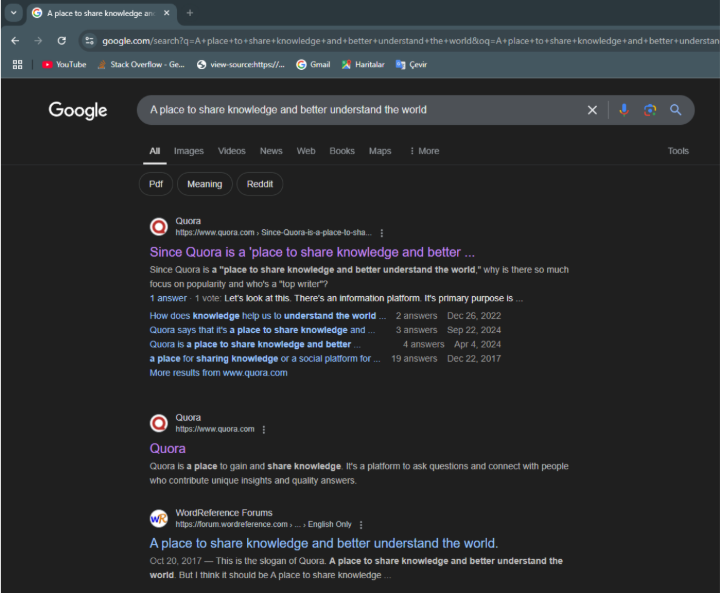 A place to share knowledge an
google.com/search?q=A+place+to+share+knowledge+and+better+understand+the+world&oq=A+place+to+share+knowledge+and+better+understan
YouTube Stack Overflow - Ge... view-source:https://... Gmail Haritalar Çevir
Google A place to share knowledge and better understand the world
All Images Videos News Web Books Maps More Tools
Pdf Meaning Reddit
Quora
https://www.quora.com › Since-Quora-is-a-place-to-sha...
Since Quora is a 'place to share knowledge and better ...
Since Quora is a "place to share knowledge and better understand the world," why is there so much
focus on popularity and who's a "top writer"?
1 answer · 1 vote: Let's look at this. There's an information platform. It's primary purpose is ...
How does knowledge help us to understand the world ... 2 answers Dec 26, 2022
Quora says that it's a place to share knowledge and ... 3 answers Sep 22, 2024
Quora is a place to share knowledge and better ... 4 answers Apr 4, 2024
a place for sharing knowledge or a social platform for ... 19 answers Dec 22, 2017
More results from www.quora.com
Quora
https://www.quora.com
Quora
Quora is a place to gain and share knowledge. It's a platform to ask questions and connect with people
who contribute unique insights and quality answers.
WordReference Forums
https://forum.wordreference.com › ... › English Only
A place to share knowledge and better understand the world.
Oct 20, 2017 — This is the slogan of Quora. A place to share knowledge and better understand the
world. But I think it should be A place to share knowledge ...